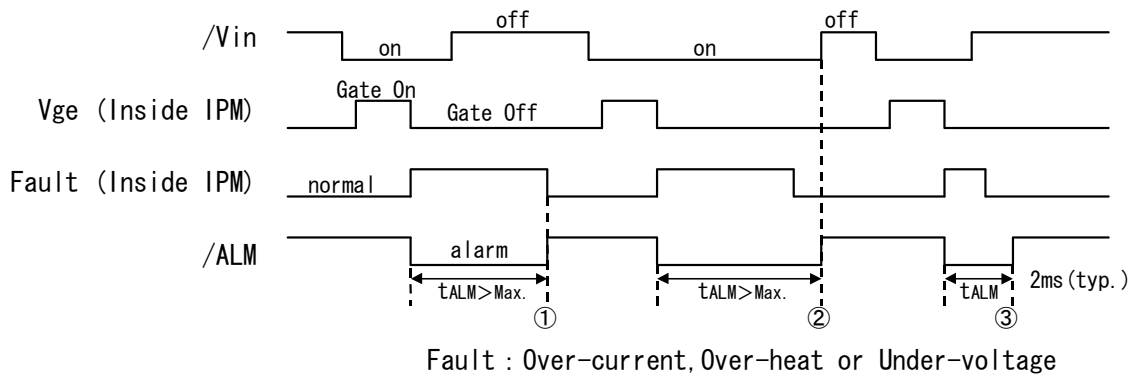 /Vin on off on off
Vge (Inside IPM) Gate On Gate Off
Fault (Inside IPM) normal
/ALM alarm
tALM>Max. tALM>Max. tALM 2ms(typ.)
① ② ③
Fault : Over-current, Over-heat or Under-voltage